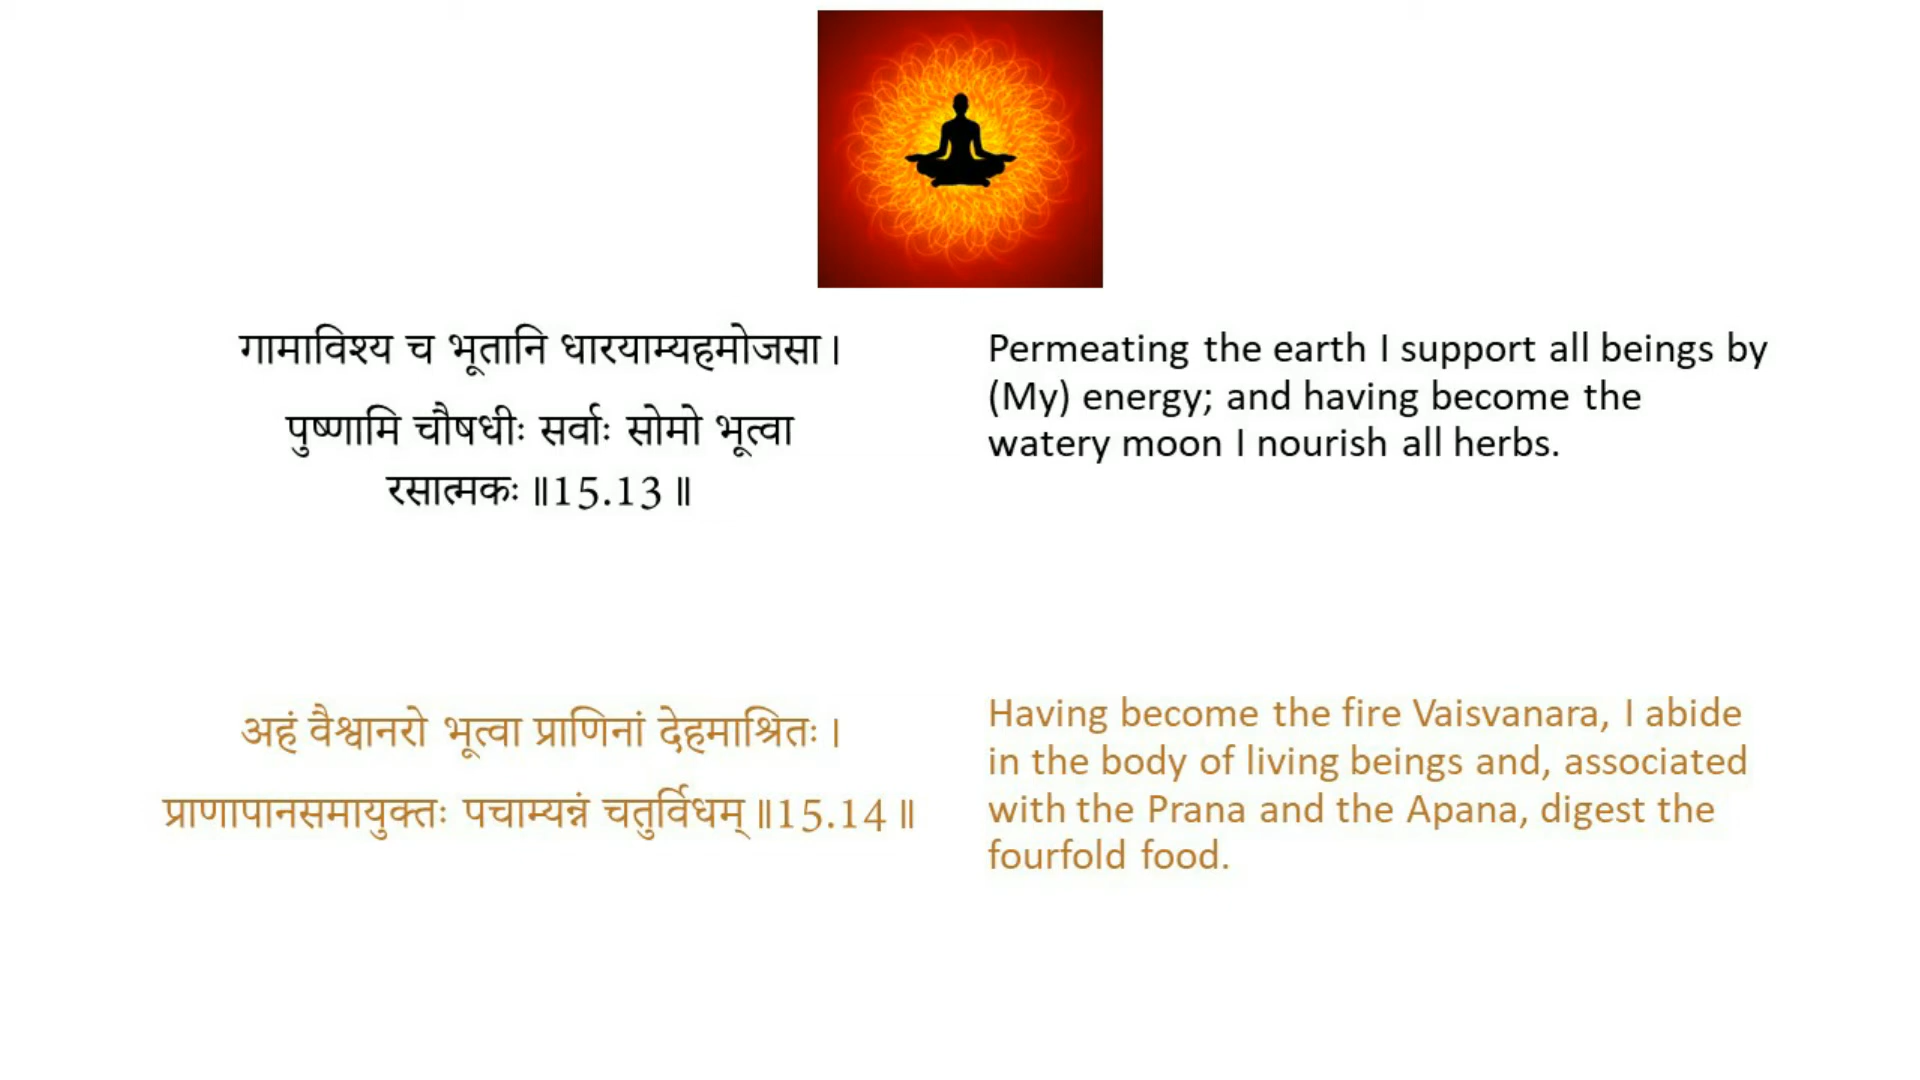 गामाविश्य च भूतानि धारयाम्यहमोजसा।
पुष्णामि चौषधीः सर्वाः सोमो भूत्वा
रसात्मकः॥15.13॥
Permeating the earth I support all beings by
(My) energy; and having become the
watery moon I nourish all herbs.
अहं वैश्वानरो भूत्वा प्राणिनां देहमाश्रितः।
प्राणापानसमायुक्तः पचाम्यन्नं चतुर्विधम्॥15.14॥
Having become the fire Vaisvanara, I abide
in the body of living beings and, associated
with the Prana and the Apana, digest the
fourfold food.